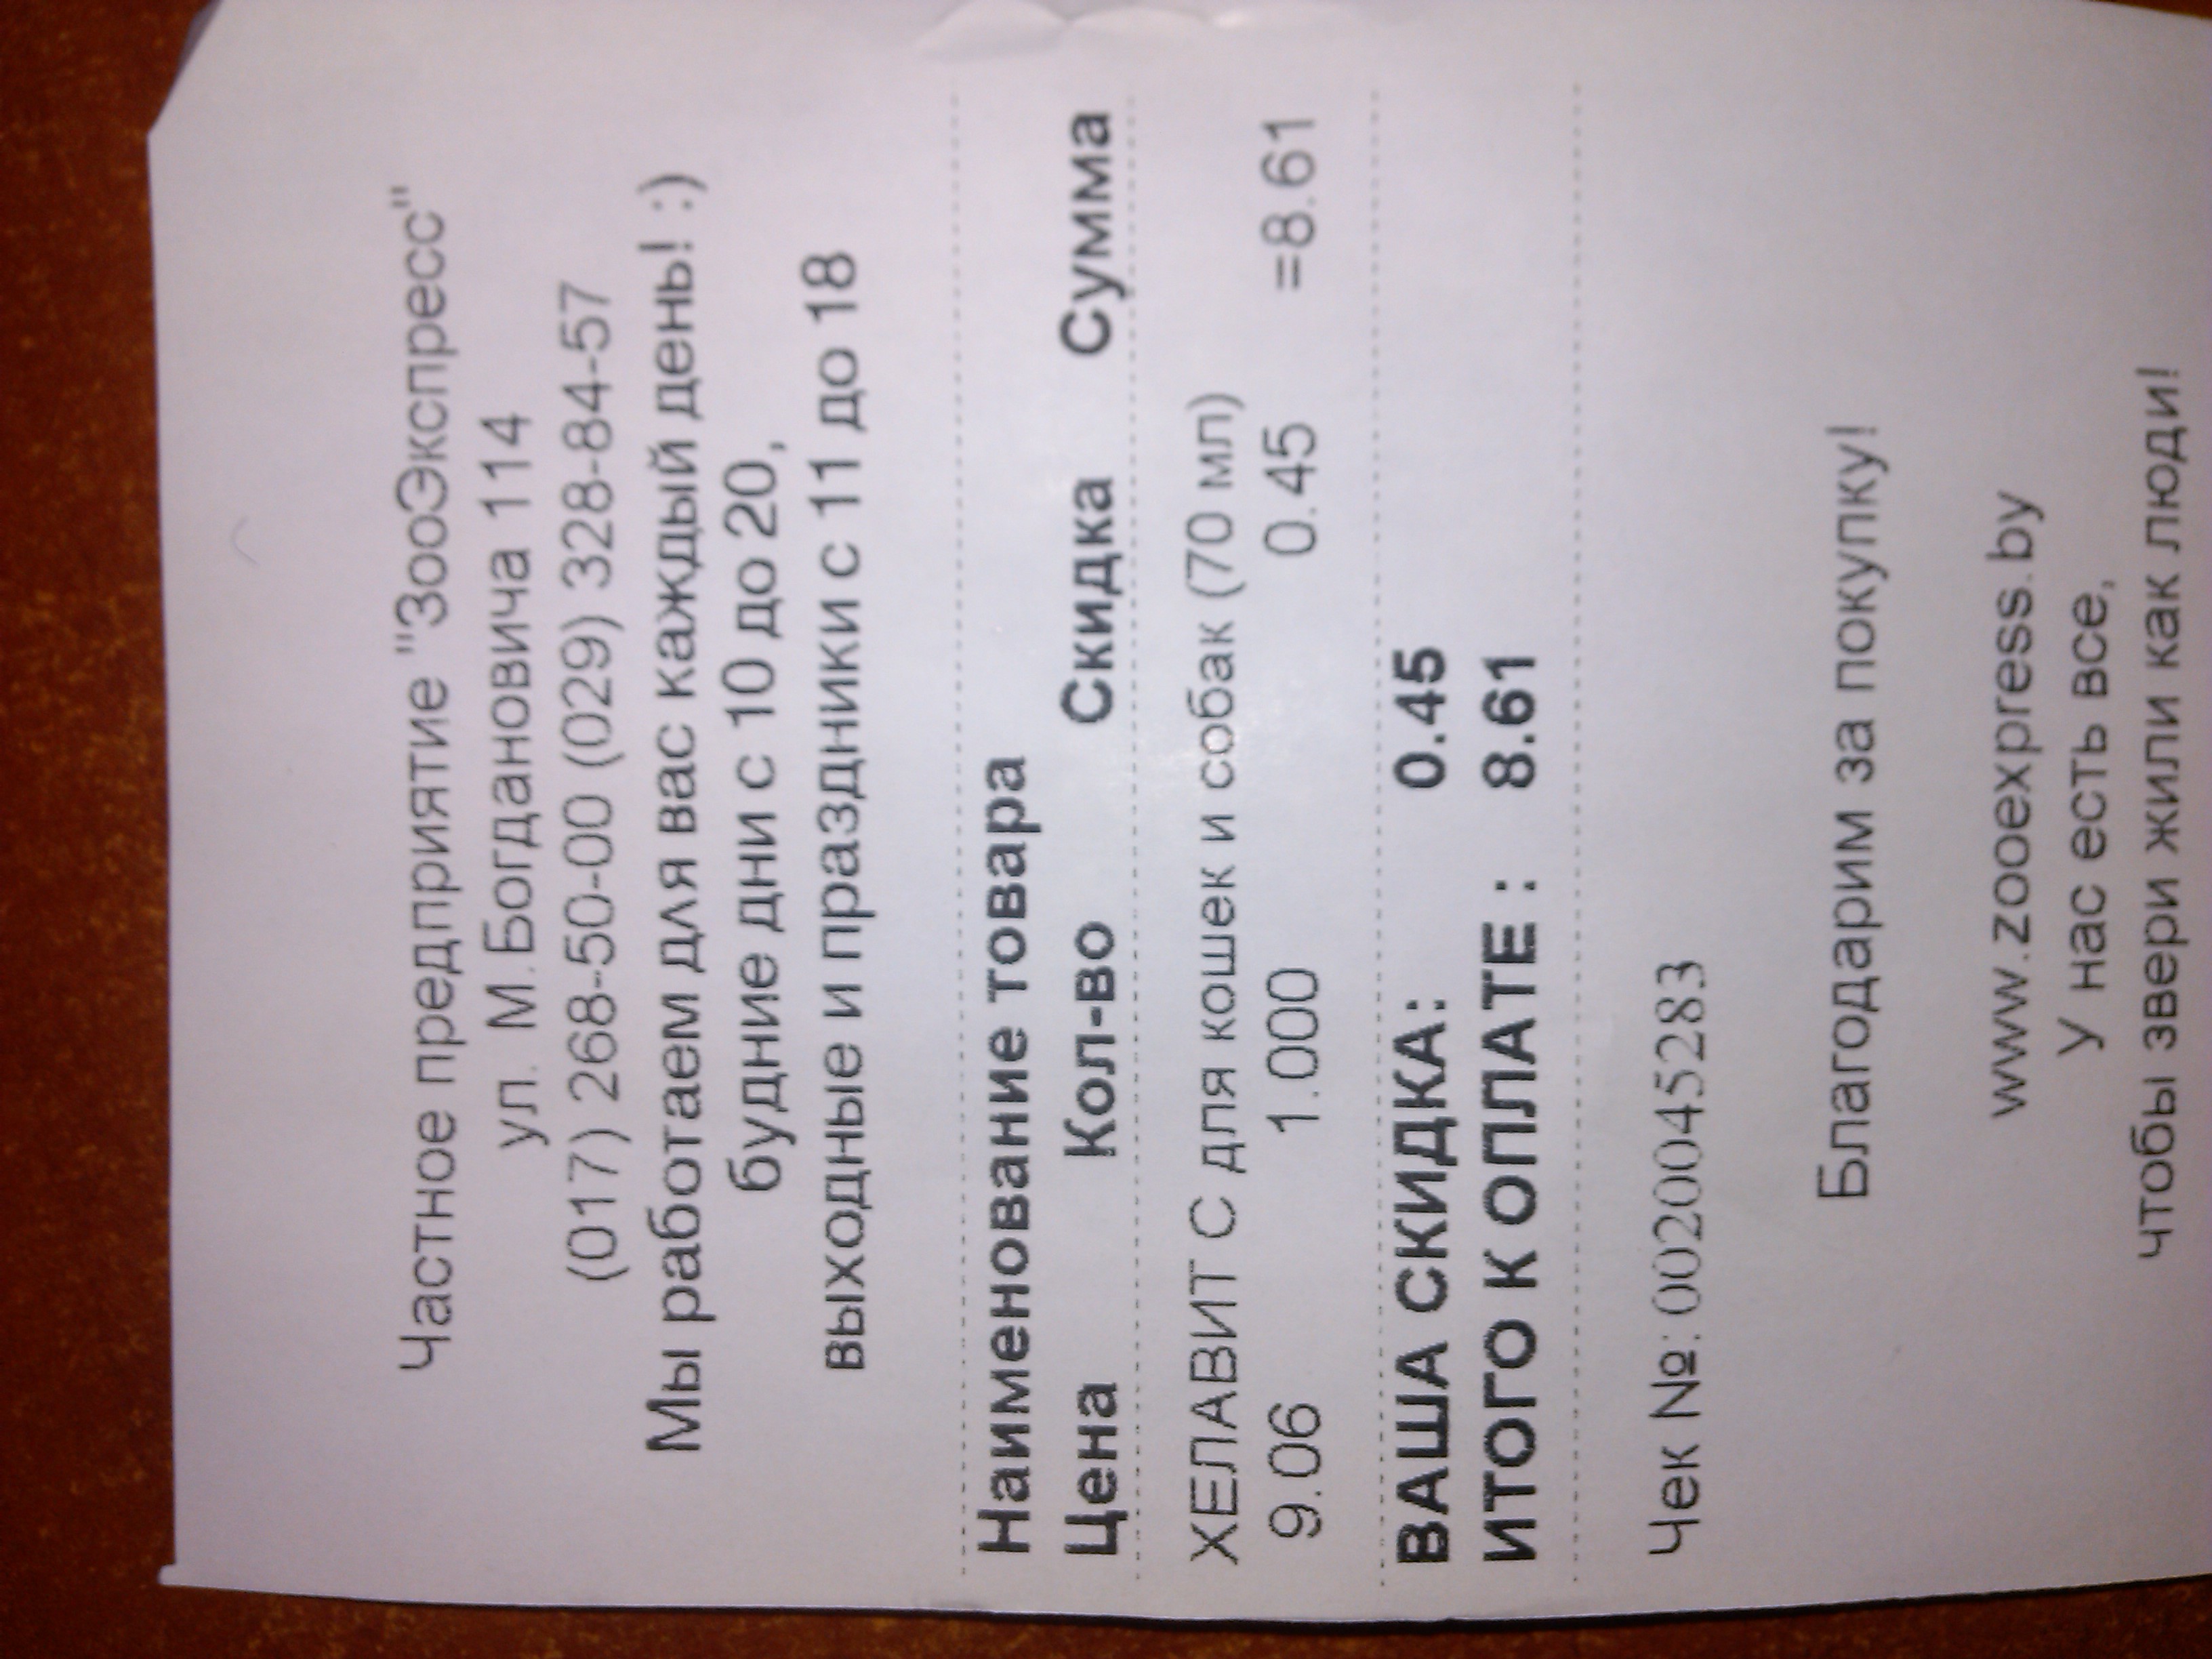 Частное предприятие "ЗооЭкспресс"
ул. М.Богдановича 114
(017) 268-50-00 (029) 328-84-57
Мы работаем для вас каждый день! :)
будние дни с 10 до 20,
выходные и праздники с 11 до 18
Наименование товара
Цена Кол-во Скидка Сумма
ХЕЛАВИТ С для кошек и собак (70 мл)
9.06 1.000 0.45 =8.61
ВАША СКИДКА: 0.45
ИТОГО К ОПЛАТЕ : 8.61
Чек №: 0020045283
Благодарим за покупку!
www.zooexpress.by
У нас есть все,
чтобы звери жили как люди!